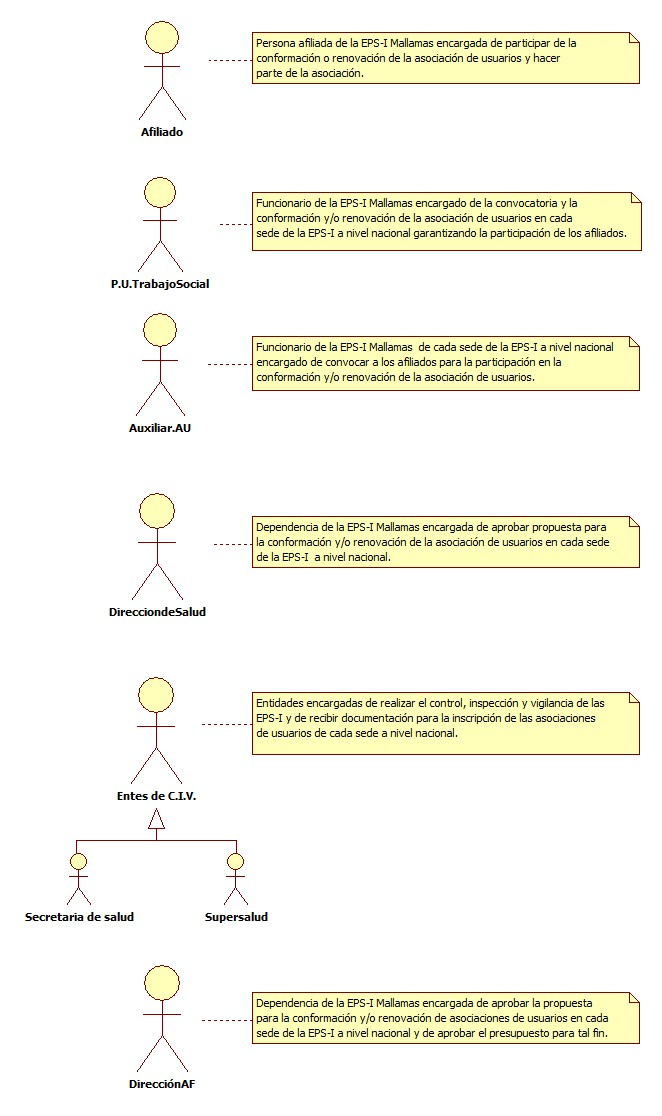 Persona afiliada de la EPS-I Mallamas encargada de participar de la
conformación o renovación de la asociación de usuarios y hacer
parte de la asociación.
Afiliado
Funcionario de la EPS-I Mallamas encargado de la convocatoria y la
conformación y/o renovación de la asociación de usuarios en cada
sede de la EPS-I a nivel nacional garantizando la participación de los afiliados.
P.U.TrabajoSocial
Funcionario de la EPS-I Mallamas de cada sede de la EPS-I a nivel nacional
encargado de convocar a los afiliados para la participación en la
conformación y/o renovación de la asociación de usuarios.
Auxiliar.AU
Dependencia de la EPS-I Mallamas encargada de aprobar propuesta para
la conformación y/o renovación de la asociación de usuarios en cada sede
de la EPS-I a nivel nacional.
DirecciondeSalud
Entidades encargadas de realizar el control, inspección y vigilancia de las
EPS-I y de recibir documentación para la inscripción de las asociaciones
de usuarios de cada sede a nivel nacional.
Entes de C.I.V.
Secretaria de salud
Supersalud
Dependencia de la EPS-I Mallamas encargada de aprobar la propuesta
para la conformación y/o renovación de asociaciones de usuarios en cada
sede de la EPS-I a nivel nacional y de aprobar el presupuesto para tal fin.
DirecciónAF